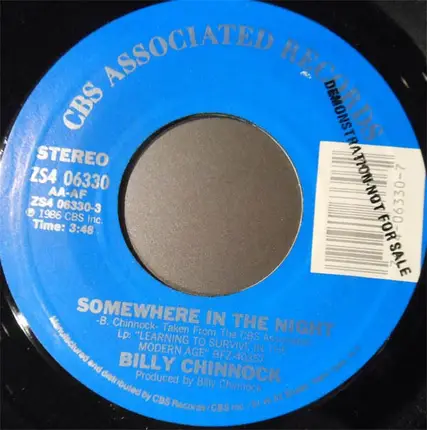 CBS ASSOCIATED RECORDS
DEMONSTRATION-NOT FOR SALE
STEREO
ZS4 06330
AA-AF
ZS4 06330-3
℗ 1985 CBS Inc.
Time: 3:48
06330-7
SOMEWHERE IN THE NIGHT
-B. Chinnock- Taken From The CBS Associated
Lp: "LEARNING TO SURVIVE IN THE
MODERN AGE" BFZ
BILLY CHINNOCK
Produced by Billy Chinnock
Manufactured and distributed by CBS Records/ CBS Inc./